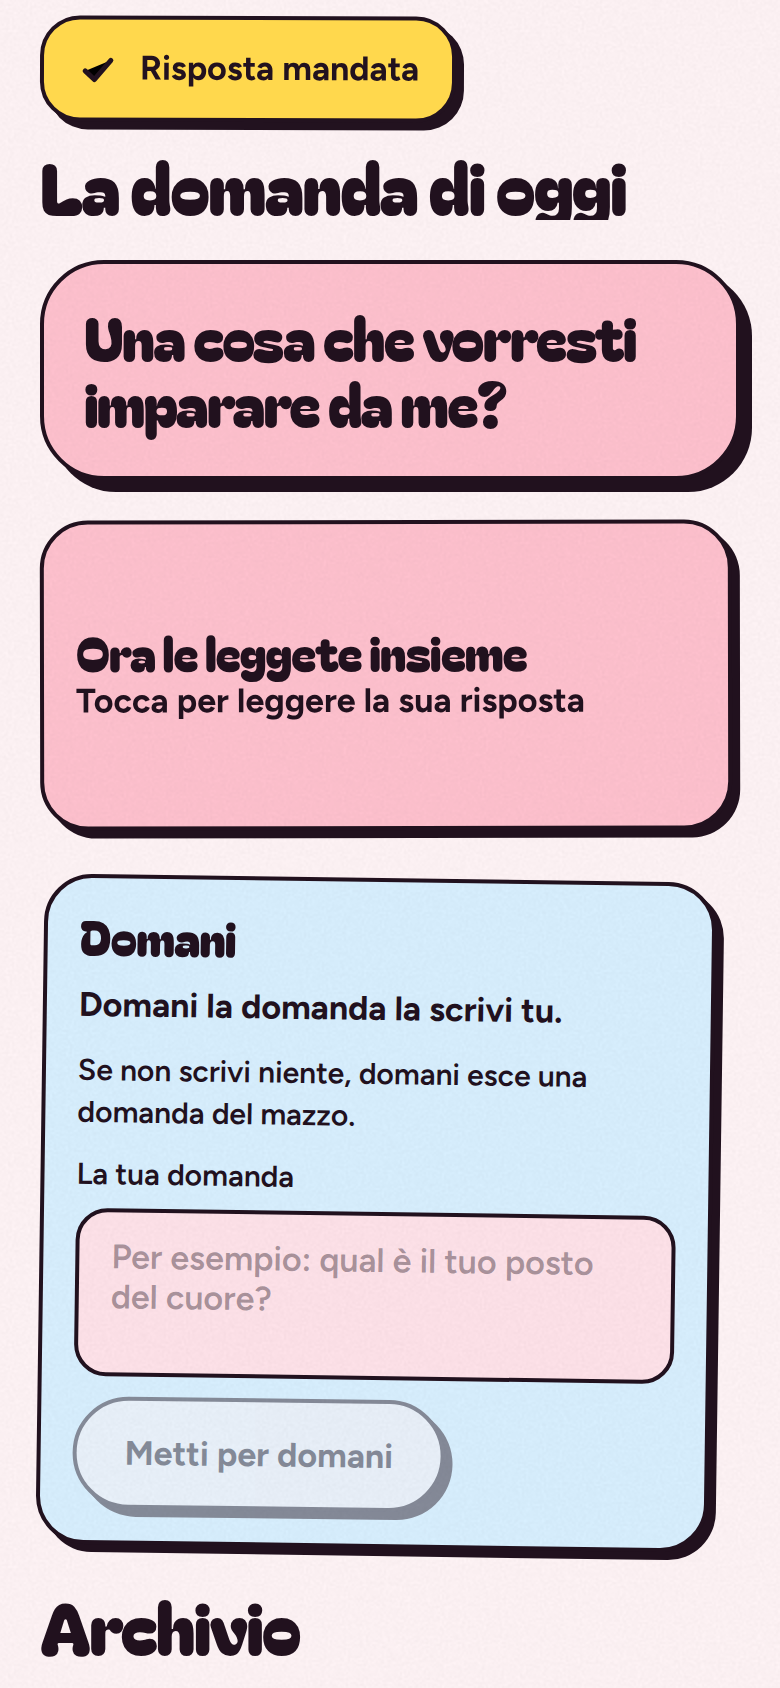 Risposta mandata
La domanda di oggi
Una cosa che vorresti
imparare da me?
Ora le leggete insieme
Tocca per leggere la sua risposta
Domani
Domani la domanda la scrivi tu.
Se non scrivi niente, domani esce una
domanda del mazzo.
La tua domanda
Per esempio: qual è il tuo posto
del cuore?
Metti per domani
Archivio